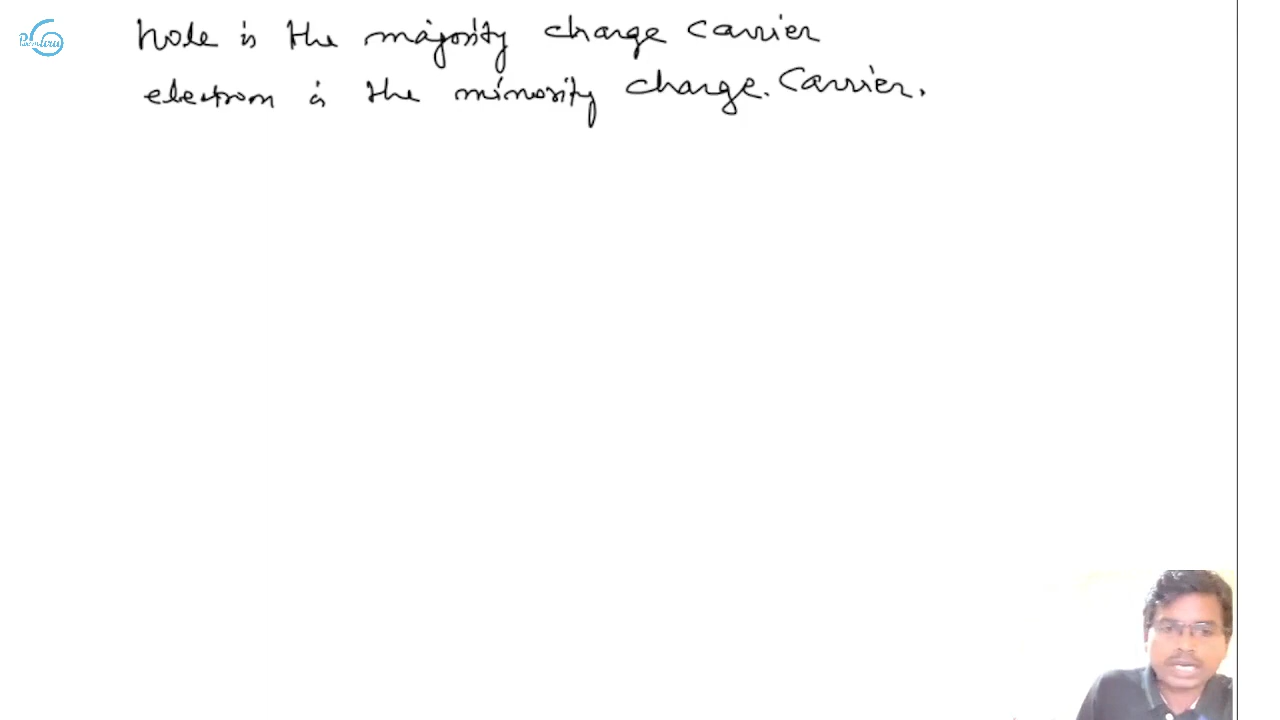 hole is the majority charge carrier
electron is the minority charge. Carrier.